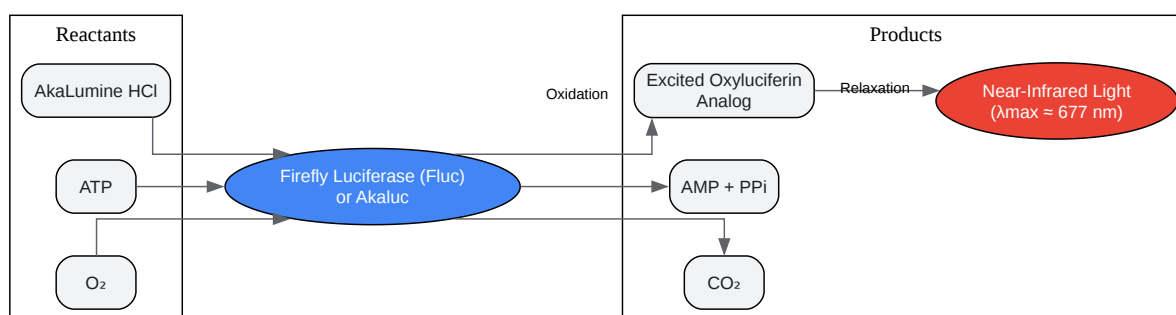 Reactants
AkaLumine HCl
ATP
O₂
Firefly Luciferase (Fluc)
or Akaluc
Oxidation
Products
Excited Oxyluciferin
Analog
Relaxation
Near-Infrared Light
(λmax ≈ 677 nm)
AMP + PPi
CO₂